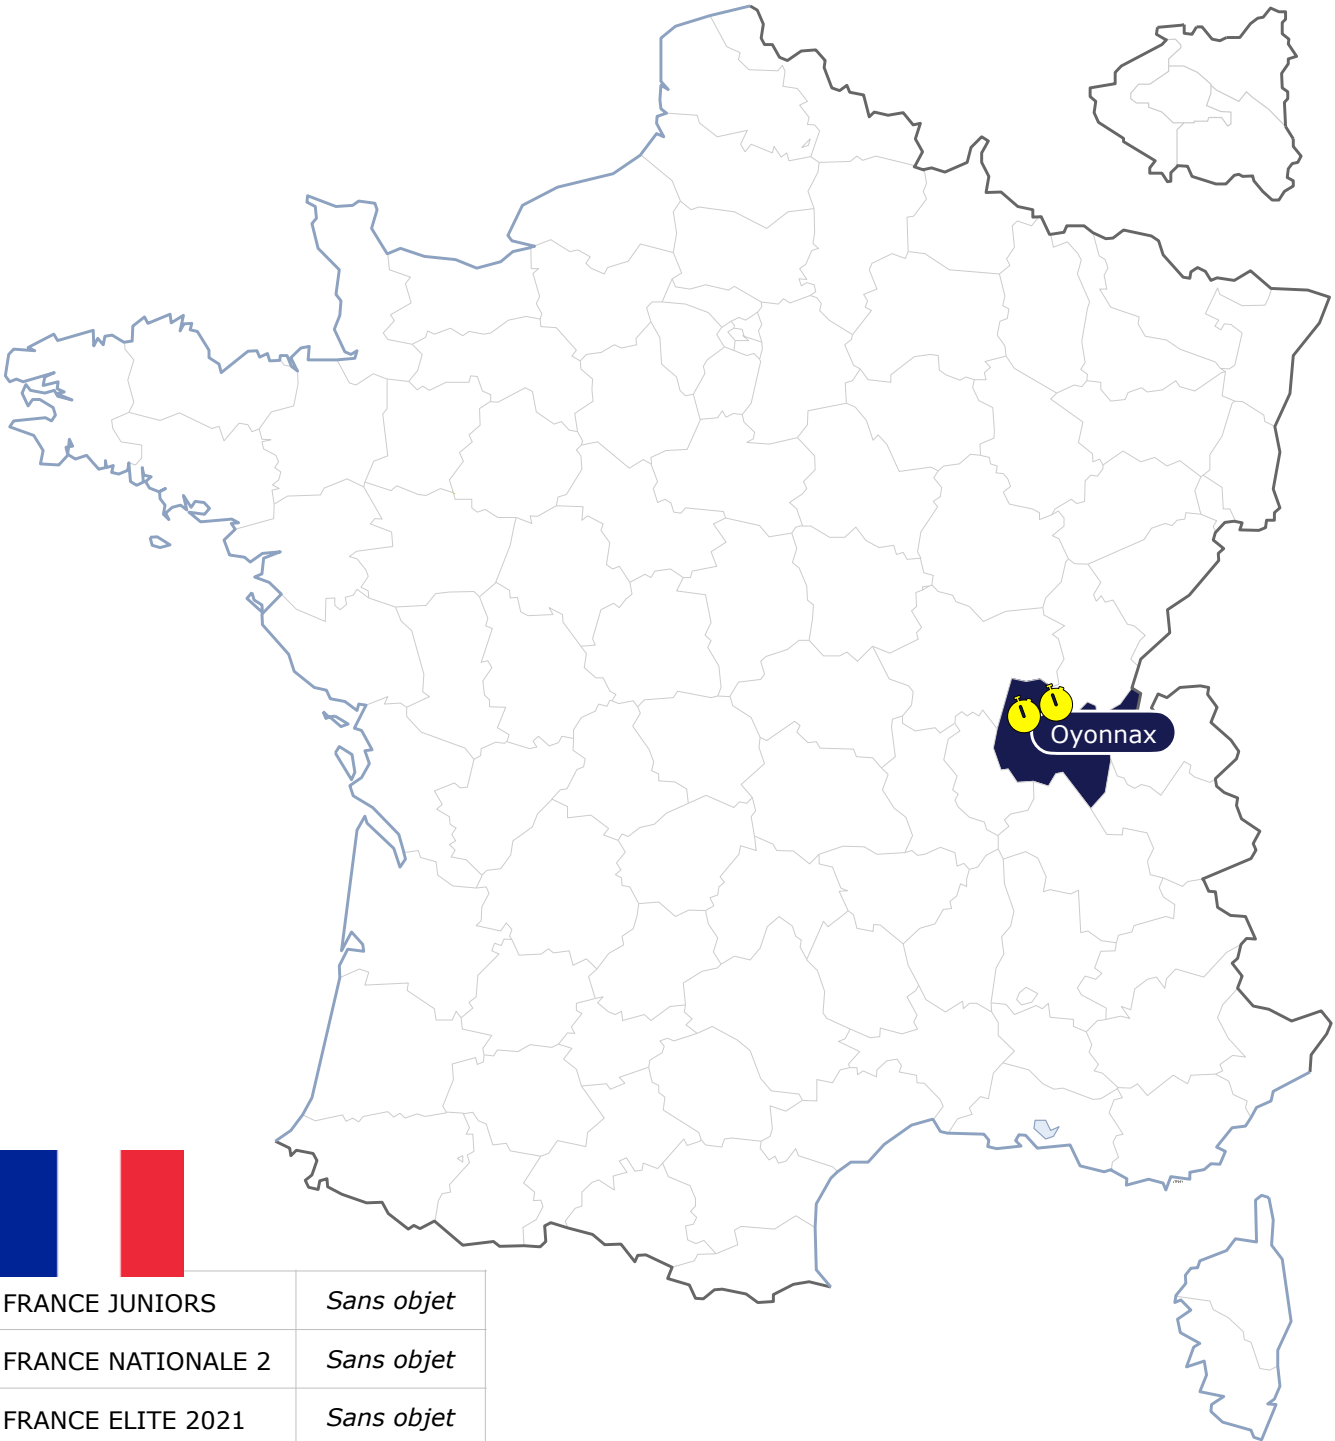 Oyonnax
FRANCE JUNIORS Sans objet
FRANCE NATIONALE 2 Sans objet
FRANCE ELITE 2021 Sans objet